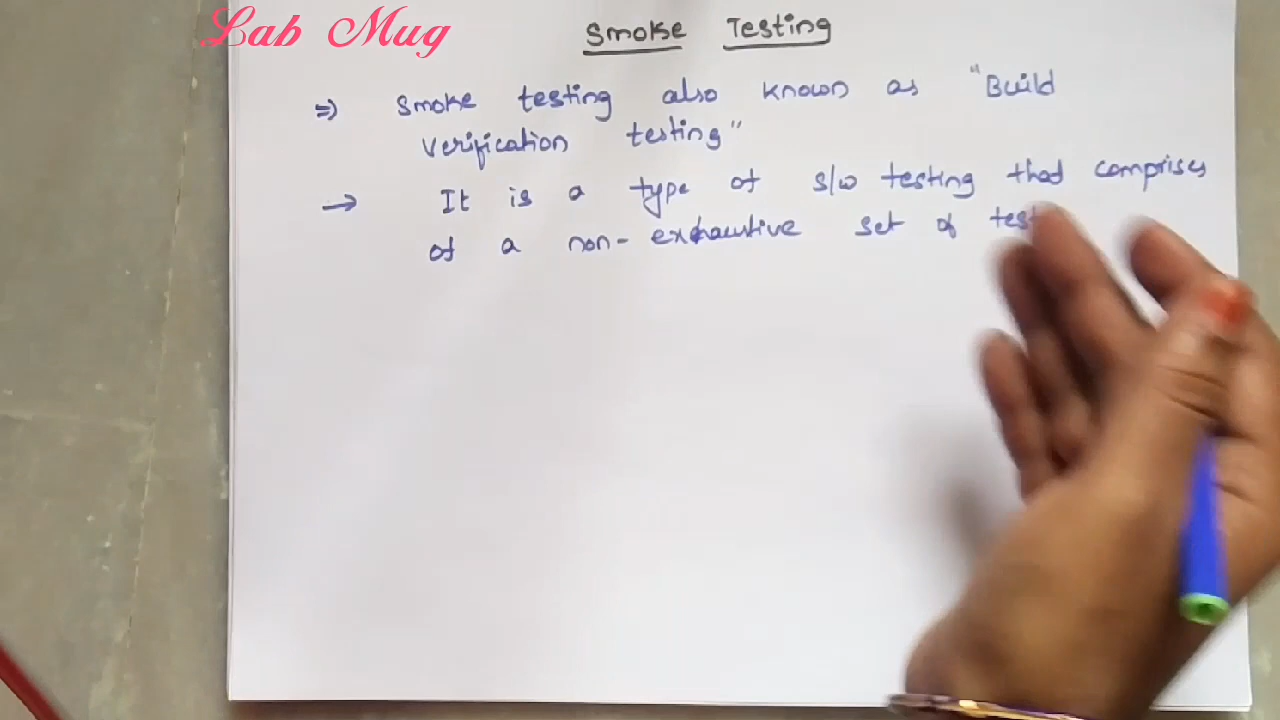 Lab Mug
Smoke Testing
⇒ Smoke testing also known as "Build
verification testing"
→ It is a type of s/w testing that comprises
of a non-exhaustive set of